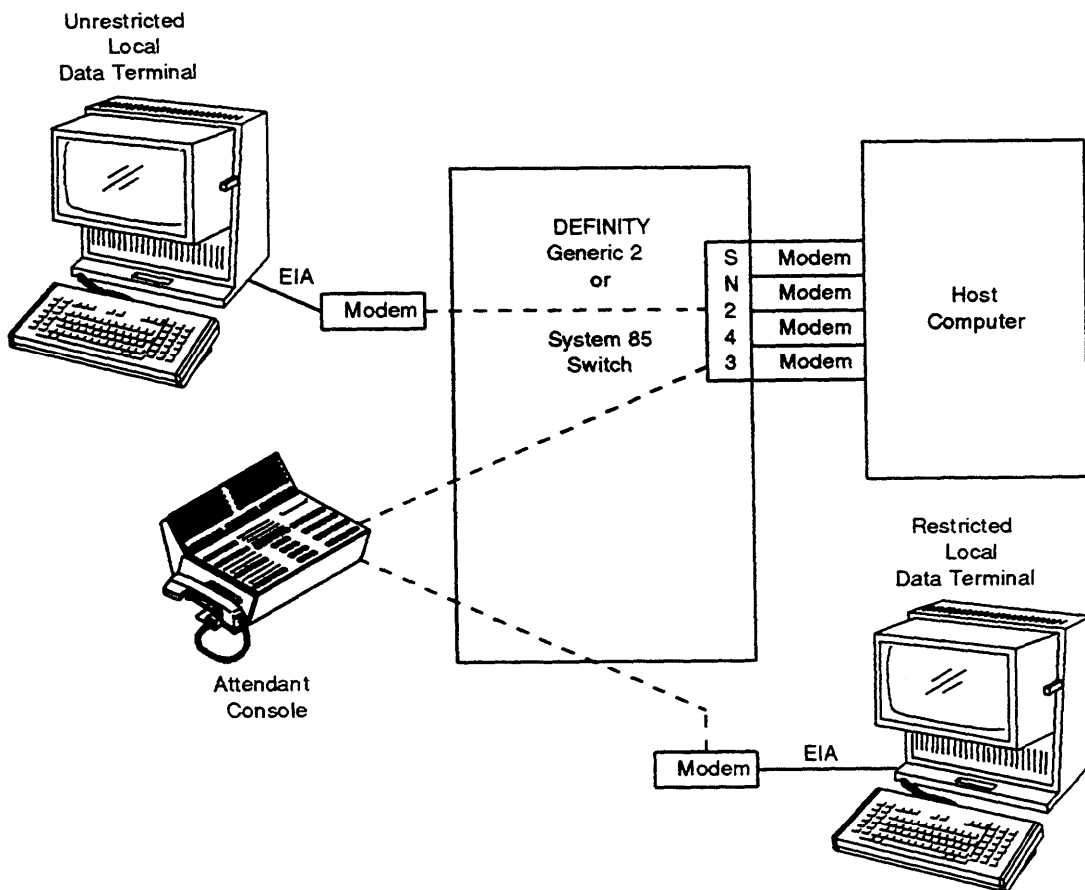 Unrestricted
Local
Data Terminal
EIA
Modem
DEFINITY
Generic 2
or
System 85
Switch
S
N
2
4
3
Modem
Modem
Modem
Modem
Host
Computer
Attendant
Console
Restricted
Local
Data Terminal
Modem
EIA